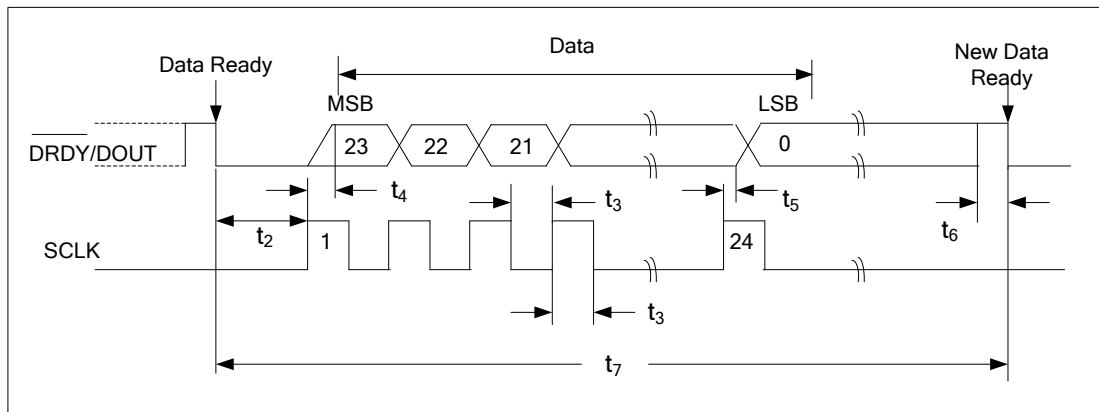 Data
Data Ready
New Data
Ready
MSB
LSB
DRDY/DOUT
23
22
21
0
t4
t3
t5
t2
t6
SCLK
1
24
t3
t7